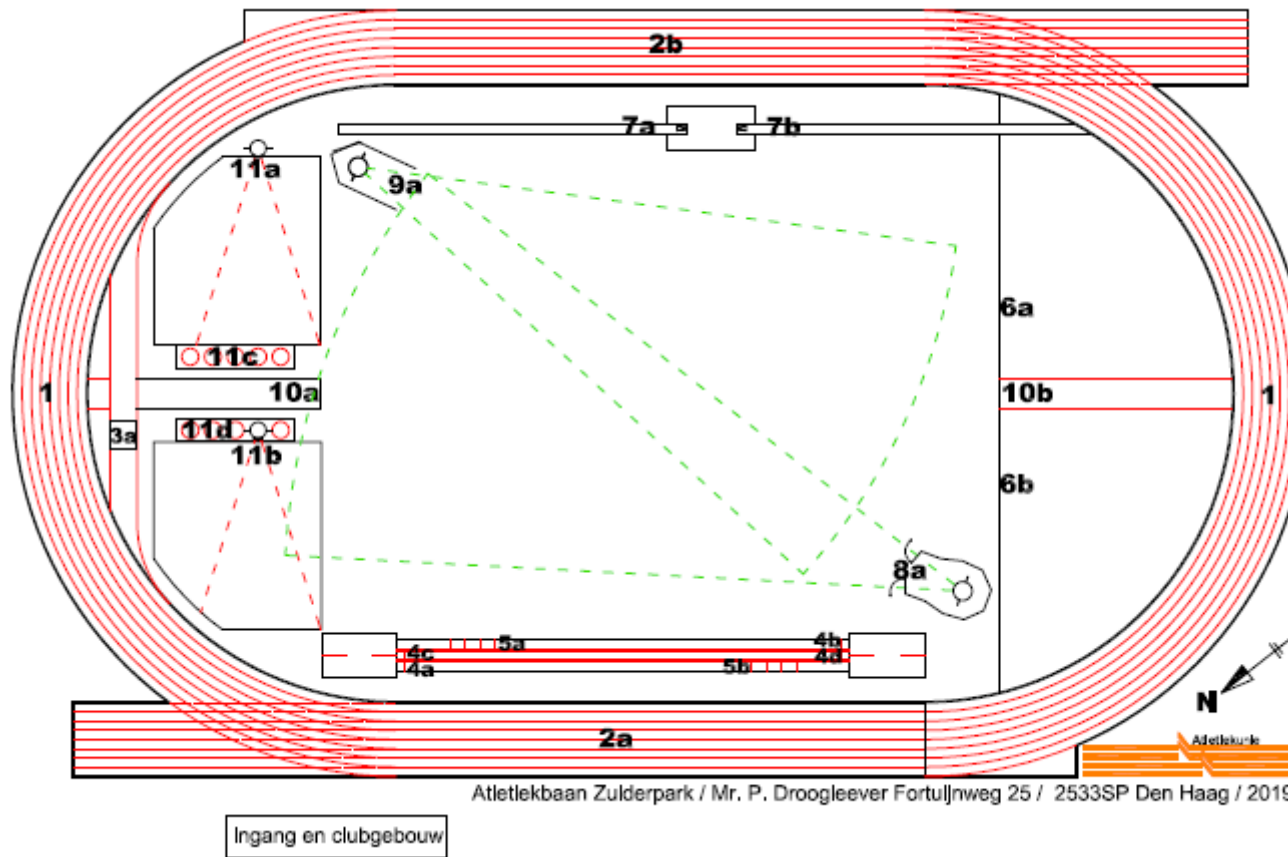 2b
7a
7b
11a
9a
6a
11c
1
10a
10b
1
3a
11d
11b
6b
8a
5a
4b
4c
4d
4a
5b
N
2a
Atletiekunie
Atletiekbaan Zuiderpark / Mr. P. Droogleever Fortuijnweg 25 / 2533SP Den Haag / 2019
Ingang en clubgebouw